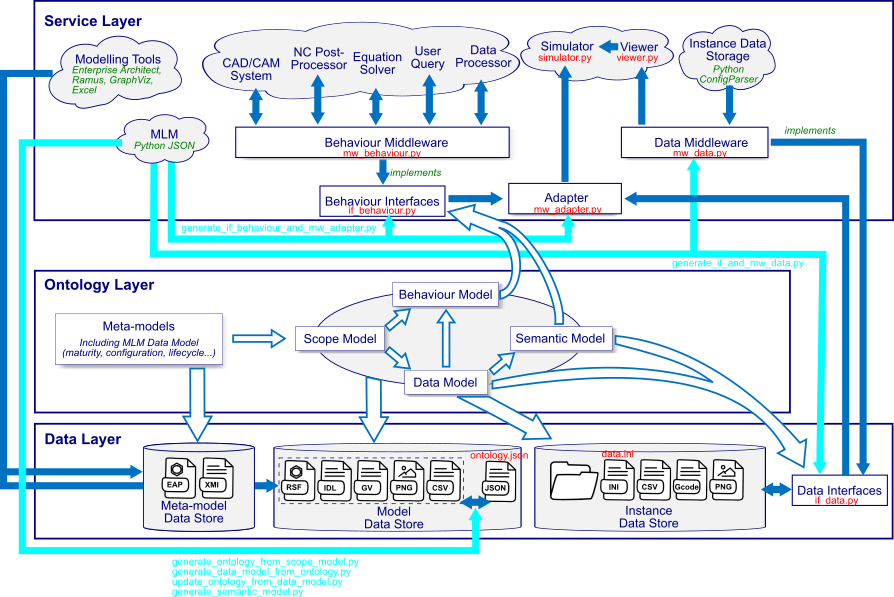 Service Layer
Modelling Tools
Enterprise Architect,
Ramus, GraphViz,
Excel
MLM
Python JSON
CAD/CAM
System
NC Post-
Processor
Equation
Solver
User
Query
Data
Processor
Simulator
simulator.py
Viewer
viewer.py
Instance Data
Storage
Python
ConfigParser
Behaviour Middleware
mw_behaviour.py
Data Middleware
mw_data.py
implements
implements
Behaviour Interfaces
if_behaviour.py
Adapter
mw_adapter.py
generate_if_behaviour_and_mw_adapter.py
generate_if_and_mw_data.py
Ontology Layer
Meta-models
Including MLM Data Model
(maturity, configuration, lifecycle...)
Behaviour Model
Scope Model
Semantic Model
Data Model
Data Layer
EAP
XMI
Meta-model
Data Store
RSF
IDL
GV
PNG
CSV
ontology.json
JSON
Model
Data Store
data.ini
INI
CSV
Gcode
PNG
Instance
Data Store
Data Interfaces
if_data.py
generate_ontology_from_scope_model.py
generate_data_model_from_ontology.py
update_ontology_from_data_model.py
generate_semantic_model.py